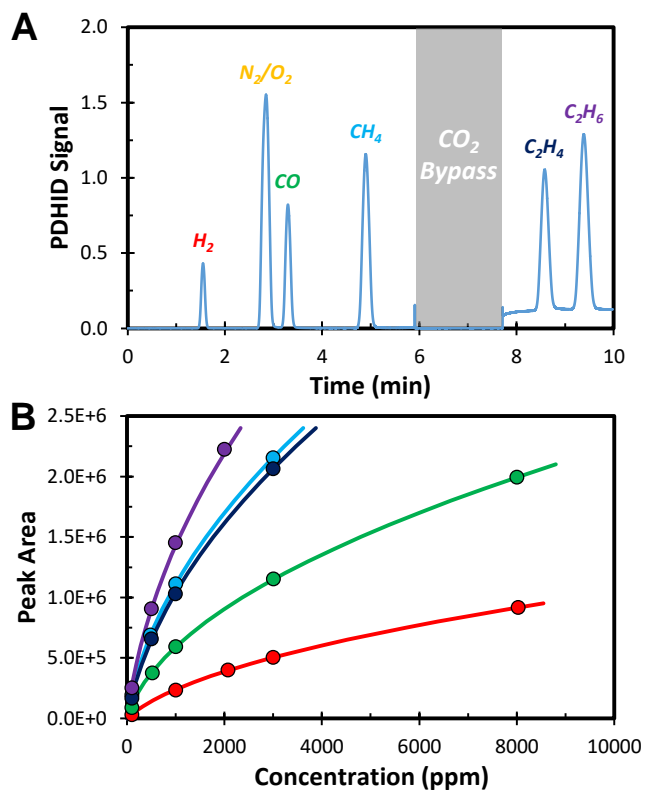 A
2.0
1.5
1.0
0.5
0.0
PDHID Signal
H2
N2/O2
CO
CH4
CO2
Bypass
C2H4
C2H6
0 2 4 6 8 10
Time (min)
B
2.5E+6
2.0E+6
1.5E+6
1.0E+6
5.0E+5
0.0E+0
Peak Area
0 2000 4000 6000 8000 10000
Concentration (ppm)